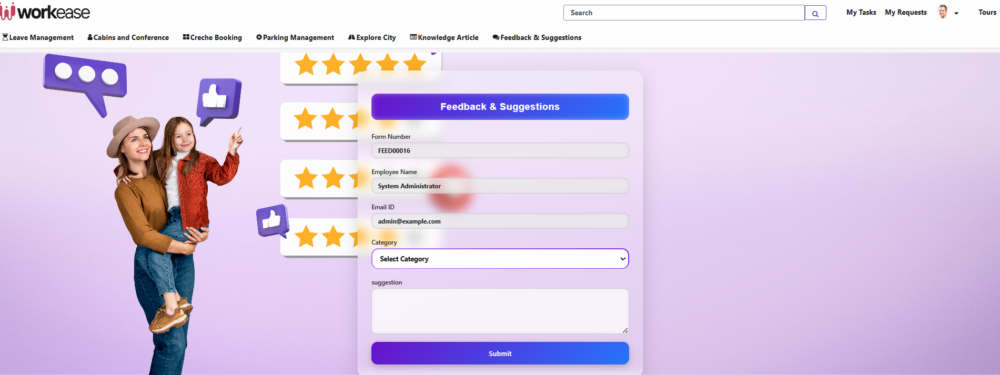 workease
Search
My Tasks
My Requests
Tours
Leave Management
Cabins and Conference
Creche Booking
Parking Management
Explore City
Knowledge Article
Feedback & Suggestions
Feedback & Suggestions
Form Number
FEED00016
Employee Name
System Administrator
Email ID
admin@example.com
Category
Select Category
suggestion
Submit